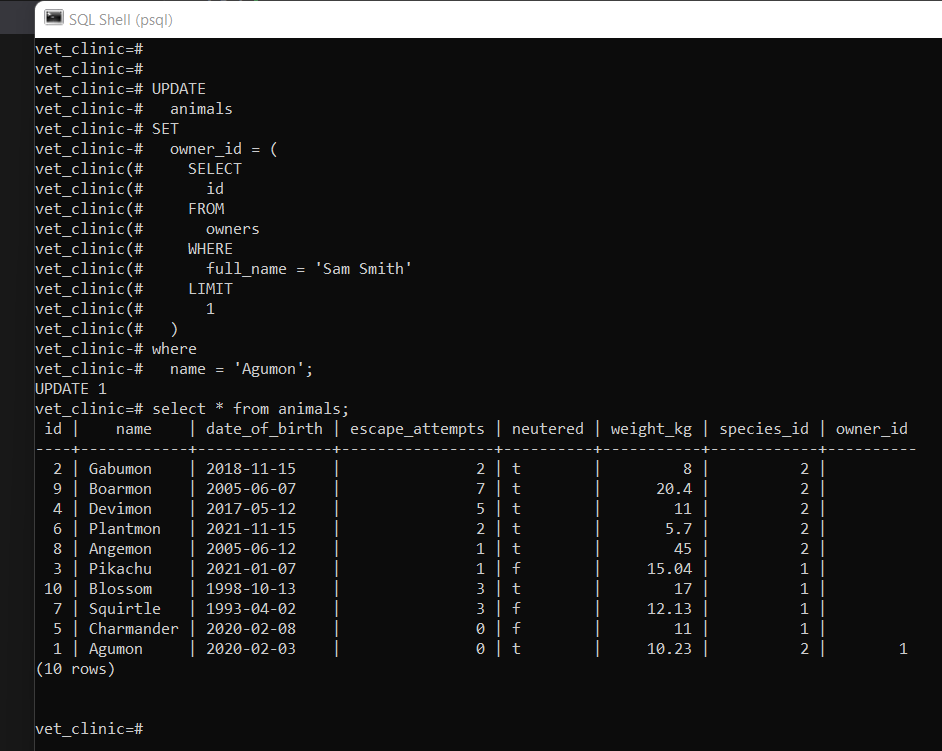 SQL Shell (psql)
vet_clinic=#
vet_clinic=#
vet_clinic=# UPDATE
vet_clinic-#   animals
vet_clinic-# SET
vet_clinic-#   owner_id = (
vet_clinic(#     SELECT
vet_clinic(#       id
vet_clinic(#     FROM
vet_clinic(#       owners
vet_clinic(#     WHERE
vet_clinic(#       full_name = 'Sam Smith'
vet_clinic(#     LIMIT
vet_clinic(#       1
vet_clinic(#   )
vet_clinic-# where
vet_clinic-#   name = 'Agumon';
UPDATE 1
vet_clinic=# select * from animals;
 id |    name    | date_of_birth | escape_attempts | neutered | weight_kg | species_id | owner_id
----+------------+---------------+-----------------+----------+-----------+------------+----------
  2 | Gabumon    | 2018-11-15    |               2 | t        |         8 |          2 |
  9 | Boarmon    | 2005-06-07    |               7 | t        |      20.4 |          2 |
  4 | Devimon    | 2017-05-12    |               5 | t        |        11 |          2 |
  6 | Plantmon   | 2021-11-15    |               2 | t        |       5.7 |          2 |
  8 | Angemon    | 2005-06-12    |               1 | t        |        45 |          2 |
  3 | Pikachu    | 2021-01-07    |               1 | f        |     15.04 |          1 |
 10 | Blossom    | 1998-10-13    |               3 | t        |        17 |          1 |
  7 | Squirtle   | 1993-04-02    |               3 | f        |     12.13 |          1 |
  5 | Charmander | 2020-02-08    |               0 | f        |        11 |          1 |
  1 | Agumon     | 2020-02-03    |               0 | t        |     10.23 |          2 |        1
(10 rows)
vet_clinic=#